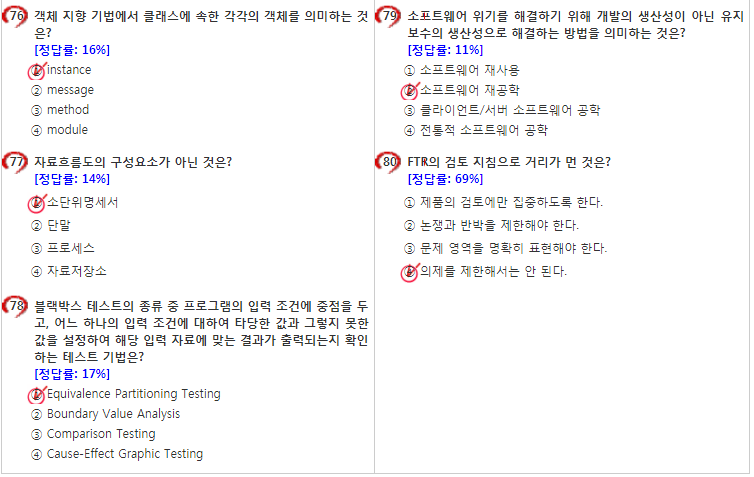 76 객체 지향 기법에서 클래스에 속한 각각의 객체를 의미하는 것
은?
[정답률: 16%]
① instance
② message
③ method
④ module
77 자료흐름도의 구성요소가 아닌 것은?
[정답률: 14%]
① 소단위명세서
② 단말
③ 프로세스
④ 자료저장소
78 블랙박스 테스트의 종류 중 프로그램의 입력 조건에 중점을 두
고, 어느 하나의 입력 조건에 대하여 타당한 값과 그렇지 못한
값을 설정하여 해당 입력 자료에 맞는 결과가 출력되는지 확인
하는 테스트 기법은?
[정답률: 17%]
① Equivalence Partitioning Testing
② Boundary Value Analysis
③ Comparison Testing
④ Cause-Effect Graphic Testing
79 소포트웨어 위기를 해결하기 위해 개발의 생산성이 아닌 유지
보수의 생산성으로 해결하는 방법을 의미하는 것은?
[정답률: 11%]
① 소프트웨어 재사용
② 소프트웨어 재공학
③ 클라이언트/서버 소프트웨어 공학
④ 전통적 소프트웨어 공학
80 FTR의 검토 지침으로 거리가 먼 것은?
[정답률: 69%]
① 제품의 검토에만 집중하도록 한다.
② 논쟁과 반박을 제한해야 한다.
③ 문제 영역을 명확히 표현해야 한다.
④ 의제를 제한해서는 안 된다.